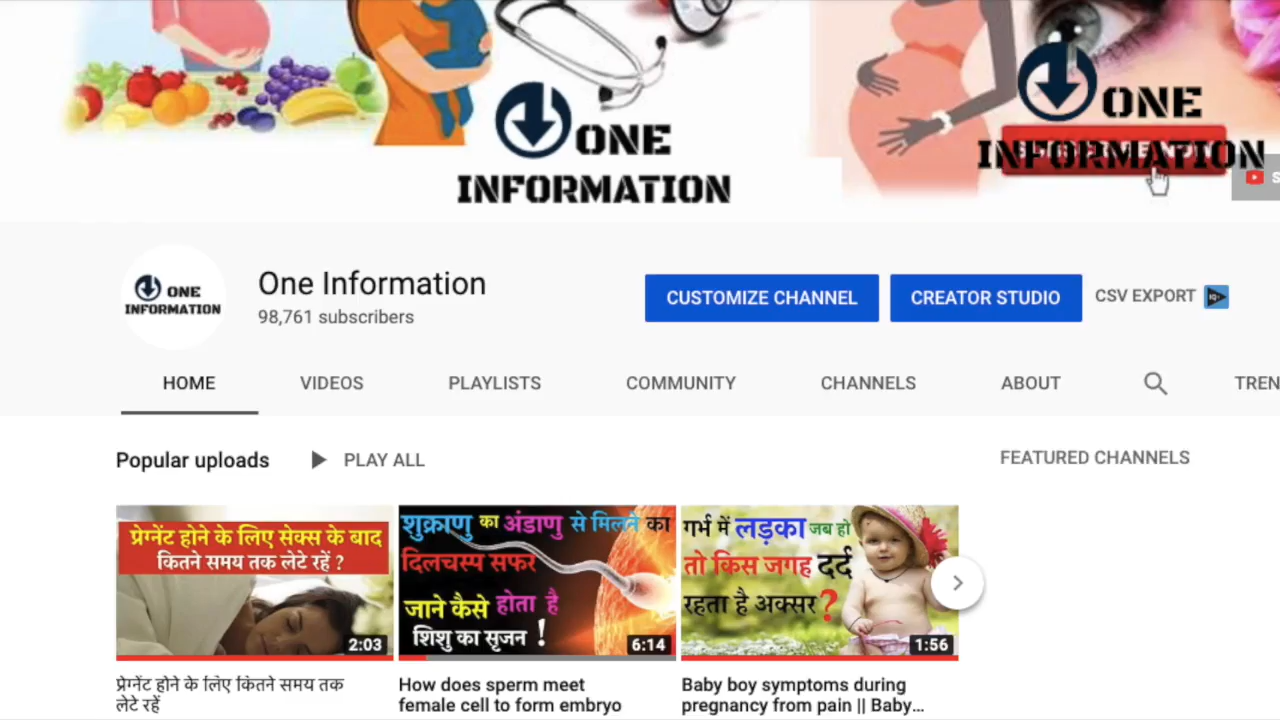 ONE
INFORMATION
ONE
INFORMATION
S
ONE
INFORMATION
One Information
98,761 subscribers
CUSTOMIZE CHANNEL
CREATOR STUDIO
CSV EXPORT
HOME
VIDEOS
PLAYLISTS
COMMUNITY
CHANNELS
ABOUT
TREN
Popular uploads
PLAY ALL
FEATURED CHANNELS
प्रेग्नेंट होने के लिए सेक्स के बाद
कितने समय तक लेटे रहें ?
2:03
शुक्राणु का अंडाणु से मिलने का
दिलचस्प सफर
जाने कैसे होता है
शिशु का सृजन !
6:14
गर्भ में लड़का जब हो
तो किस जगह दर्द
रहता है अक्सर?
1:56
प्रेग्नेंट होने के लिए कितने समय तक
लेटे रहें
How does sperm meet
female cell to form embryo
Baby boy symptoms during
pregnancy from pain || Baby...